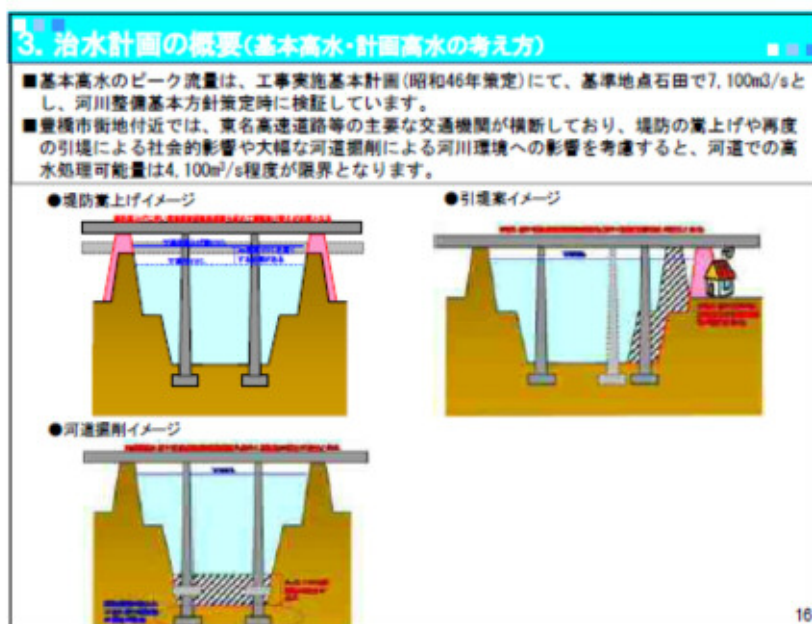 3. 治水計画の概要(基本高水・計画高水の考え方)
■基本高水のピーク流量は、工事実施基本計画(昭和46年策定)にて、基準地点石田で7,100m3/sと
し、河川整備基本方針策定時に検証しています。
■豊橋市街地付近では、東名高速道路等の主要な交通機関が横断しており、堤防の嵩上げや再度
の引堤による社会的影響や大幅な河道掘削による河川環境への影響を考慮すると、河道での高
水処理可能量は4,100m³/s程度が限界となります。
●堤防嵩上げイメージ
●引堤案イメージ
●河道掘削イメージ
16